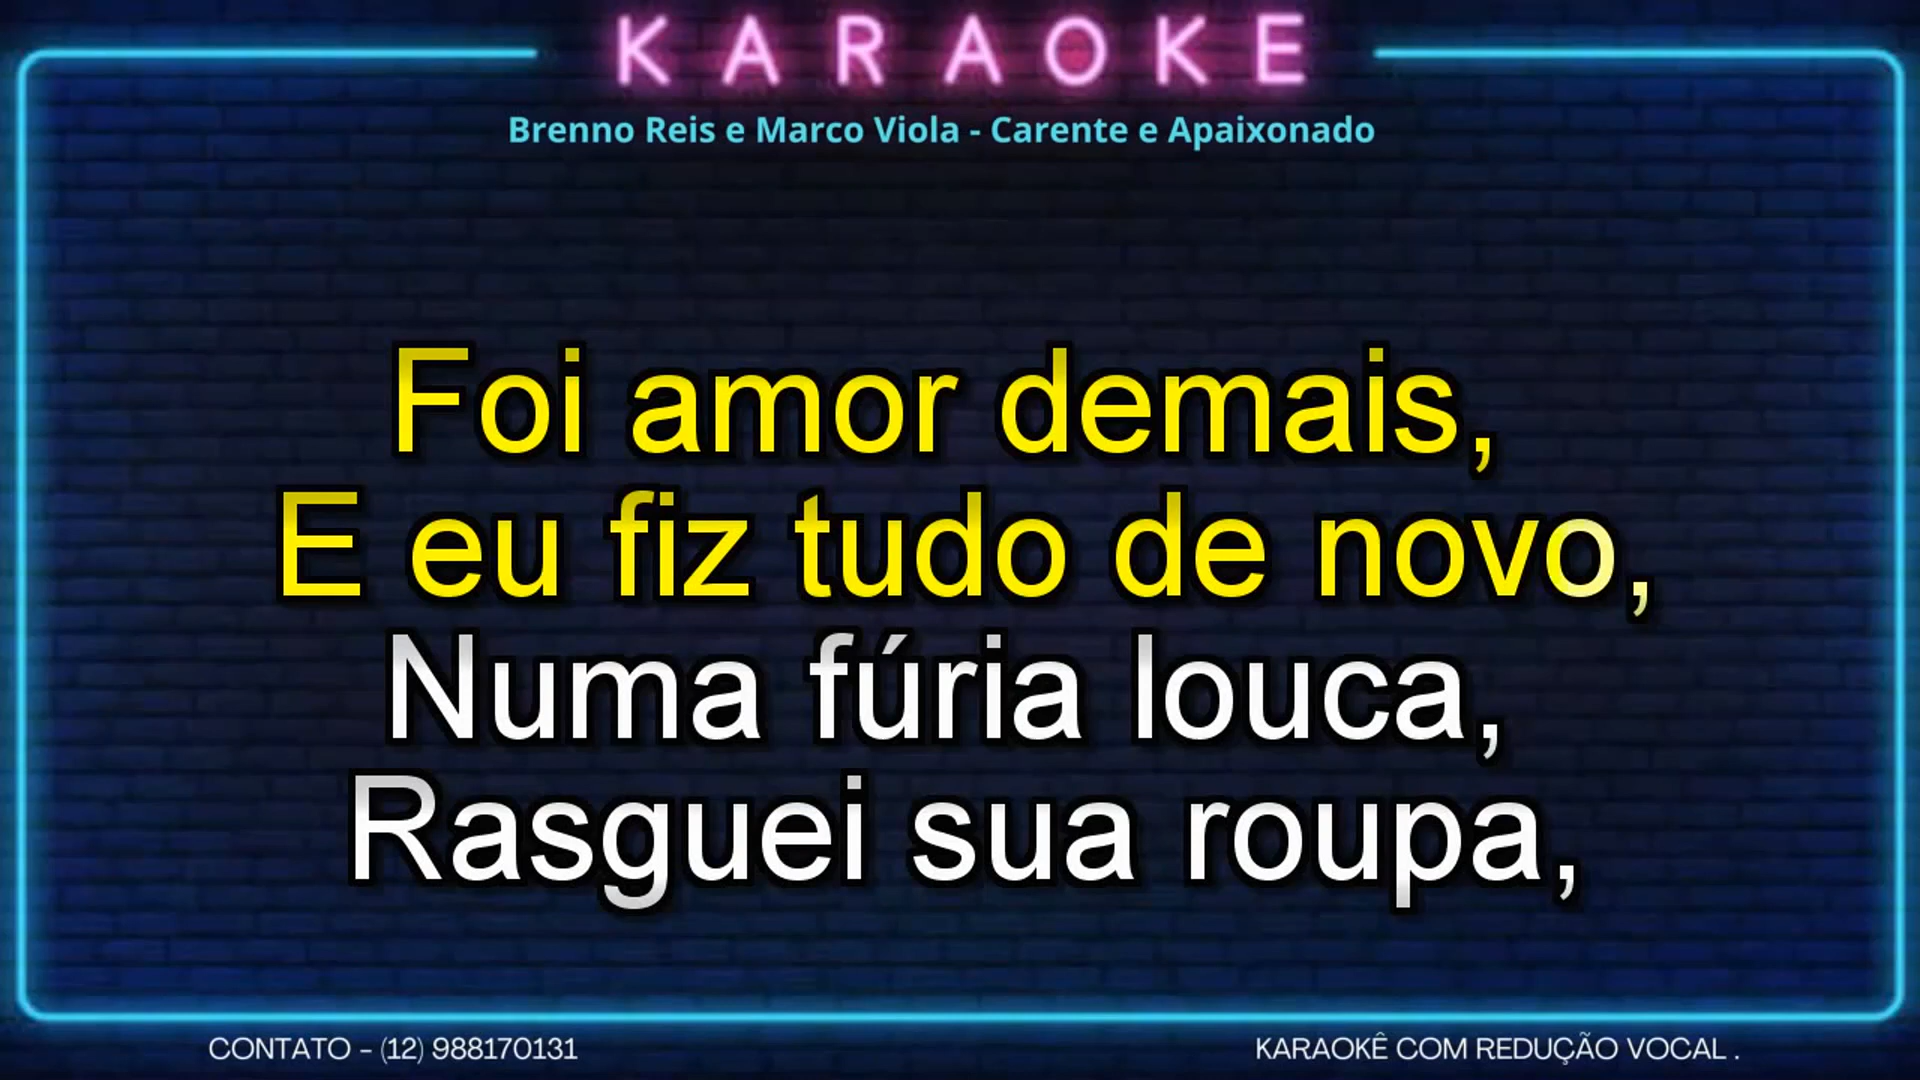 KARAOKE
Brenno Reis e Marco Viola - Carente e Apaixonado
Foi amor demais,
E eu fiz tudo de novo,
Numa fúria louca,
Rasguei sua roupa,
CONTATO - (12) 988170131
KARAOKÊ COM REDUÇÃO VOCAL .